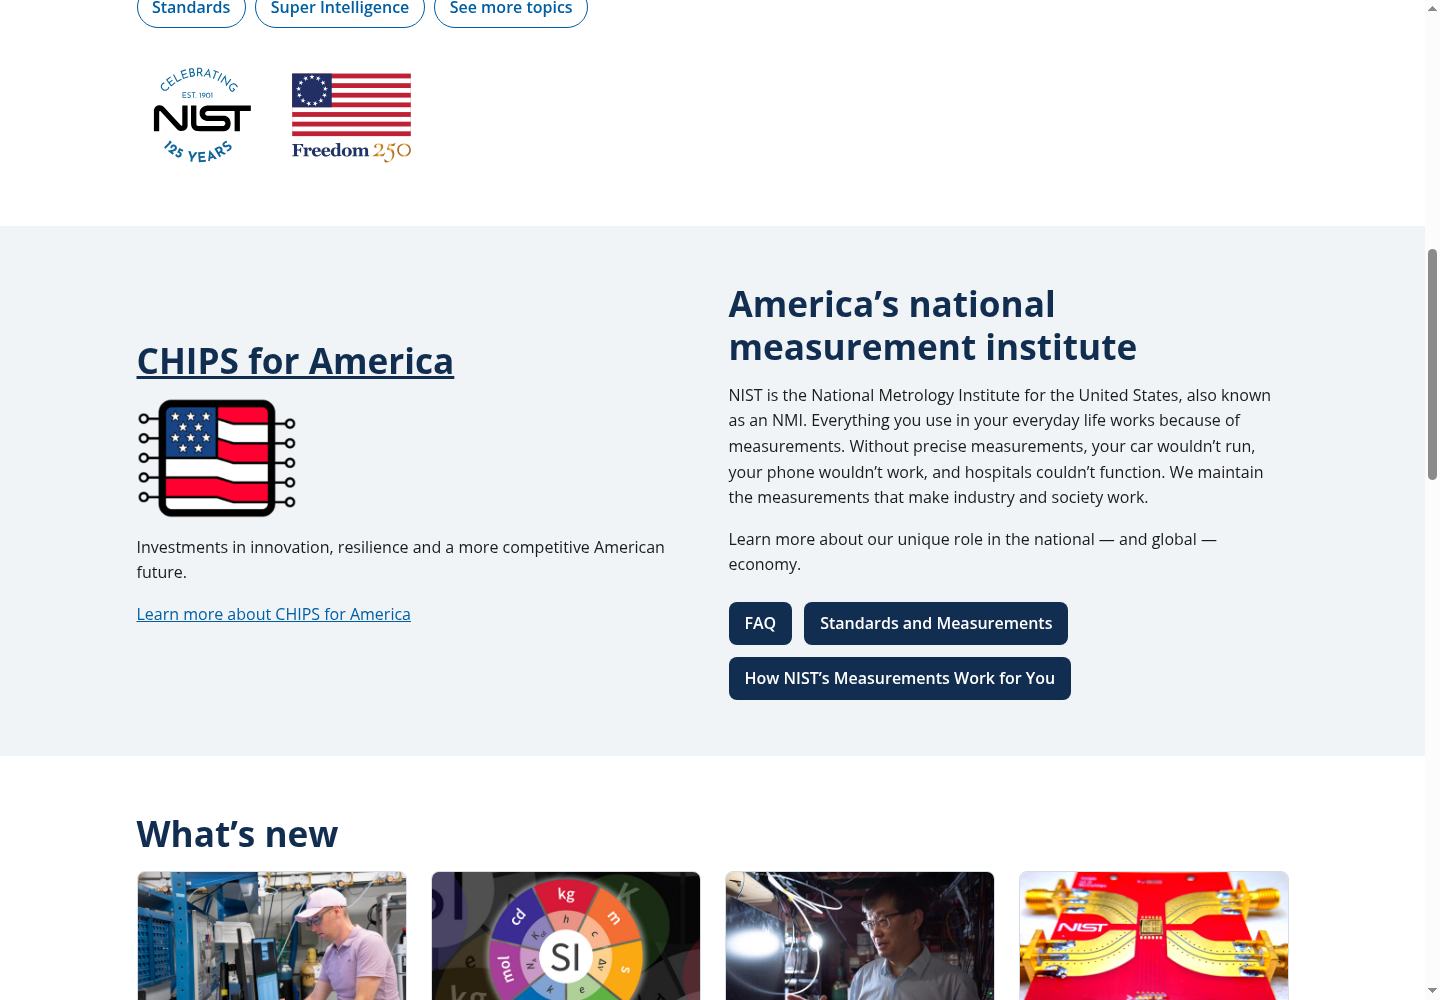 Standards
Super Intelligence
See more topics
CELEBRATING
EST. 1901
NIST
125 YEARS
Freedom 250
CHIPS for America
Investments in innovation, resilience and a more competitive American
future.
Learn more about CHIPS for America
America’s national
measurement institute
NIST is the National Metrology Institute for the United States, also known
as an NMI. Everything you use in your everyday life works because of
measurements. Without precise measurements, your car wouldn’t run,
your phone wouldn’t work, and hospitals couldn’t function. We maintain
the measurements that make industry and society work.
Learn more about our unique role in the national — and global —
economy.
FAQ
Standards and Measurements
How NIST’s Measurements Work for You
What’s new
kg
m
s
cd
mol
SI
h
c
Δν
e
k
K
kg
e
NIST